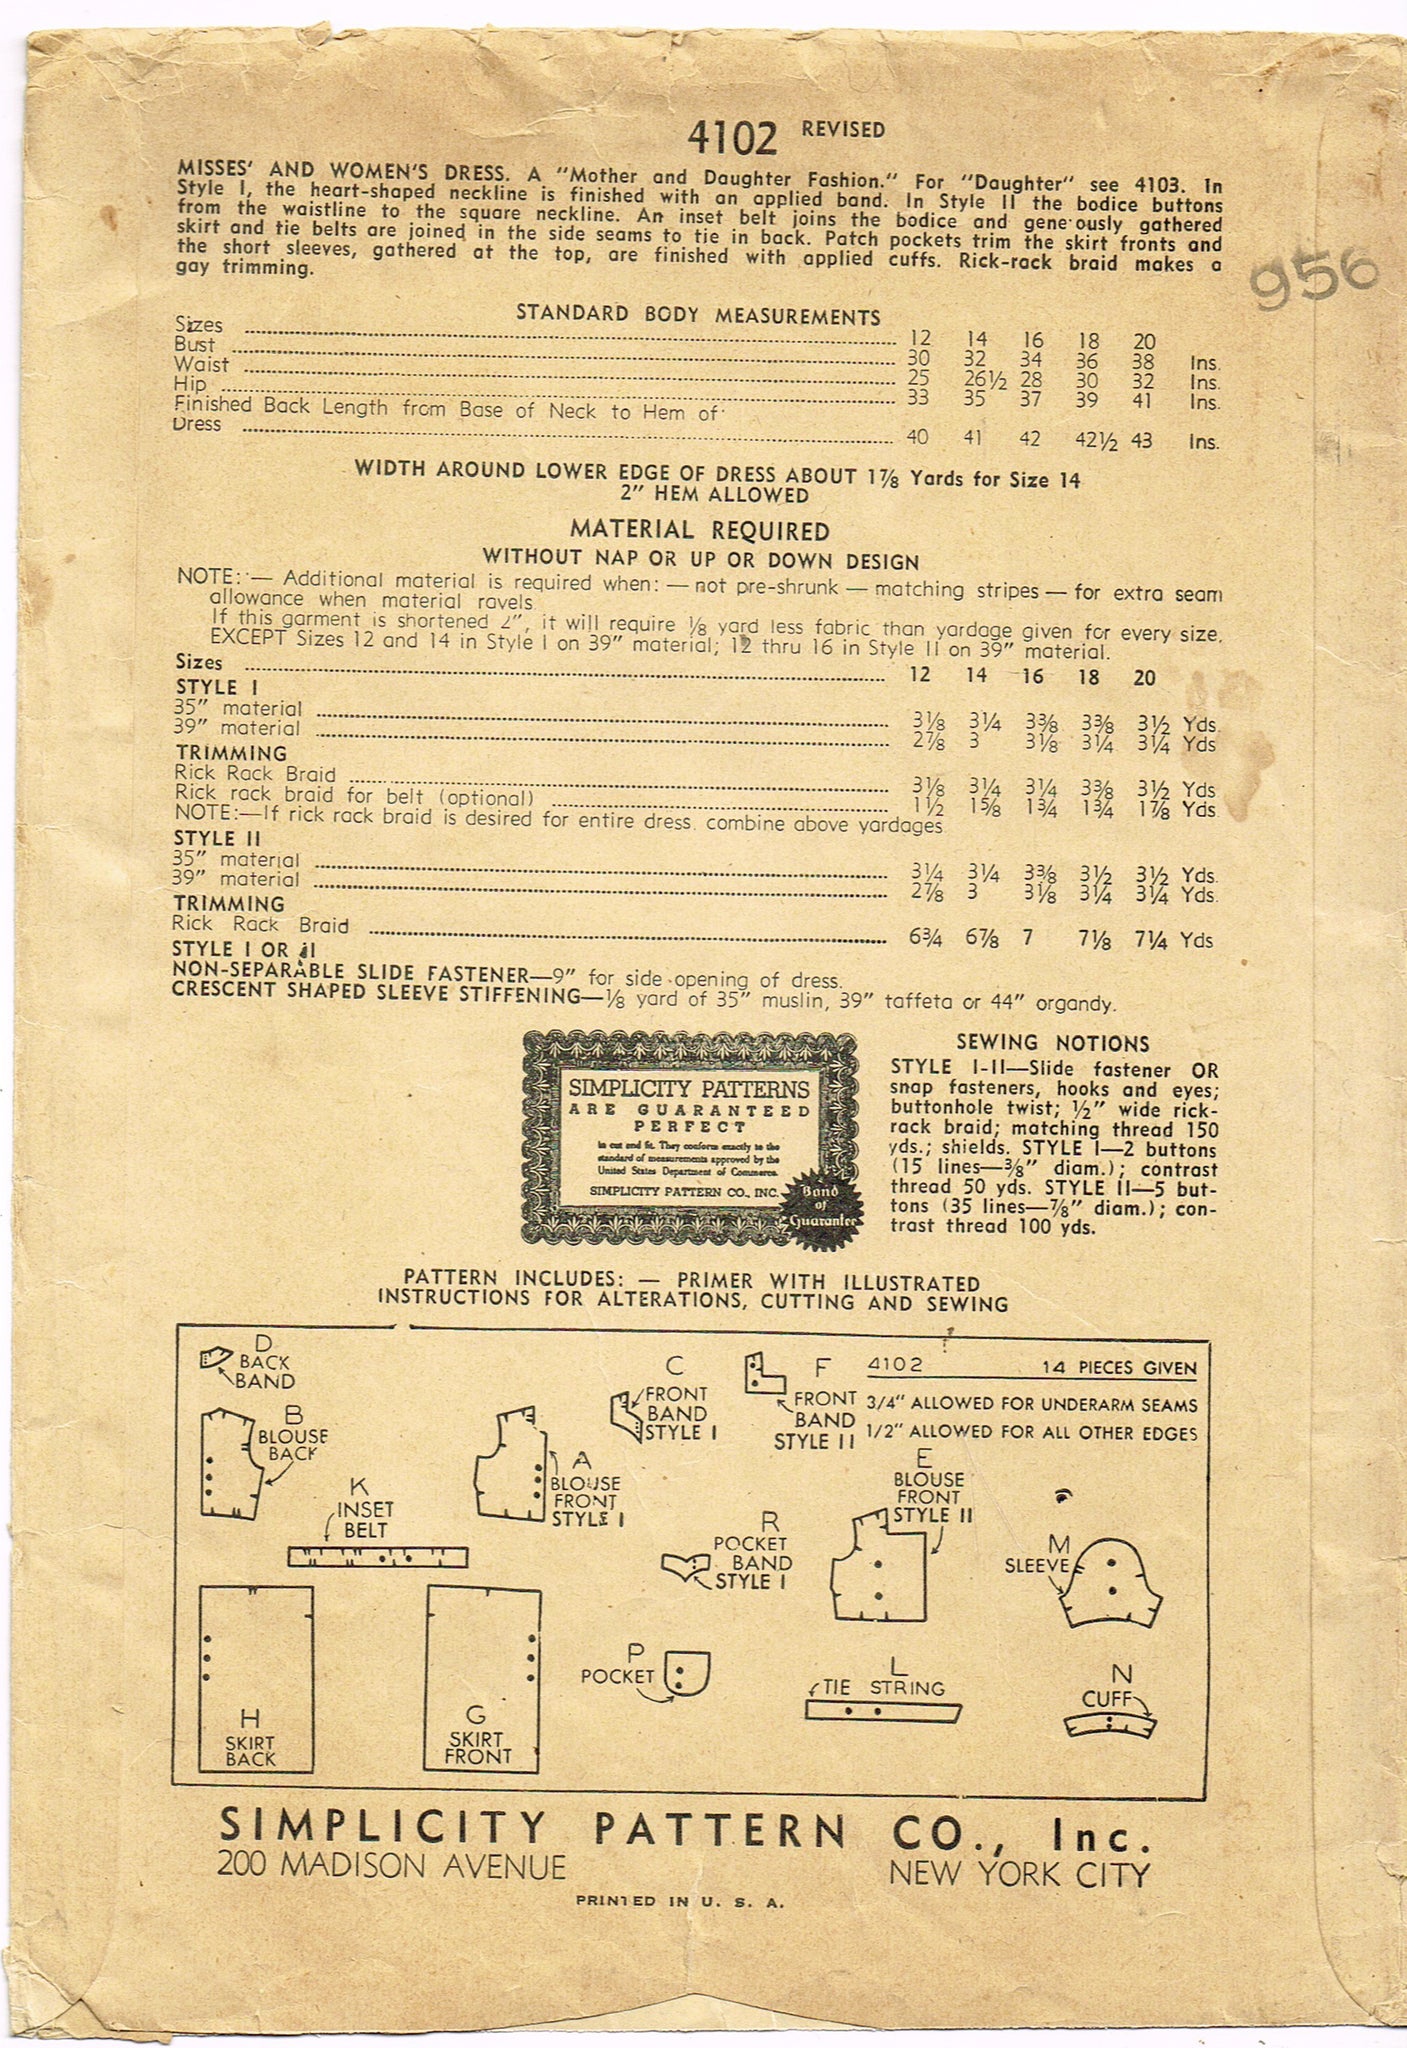 4102 REVISED
MISSES' AND WOMEN'S DRESS. A "Mother and Daughter Fashion." For "Daughter" see 4103. In
Style I, the heart-shaped neckline is finished with an applied band. In Style II the bodice buttons
from the waistline to the square neckline. An inset belt joins the bodice and gene·ously gathered
skirt and tie belts are joined in the side seams to tie in back. Patch pockets trim the skirt fronts and
the short sleeves, gathered at the top, are finished with applied cuffs. Rick-rack braid makes a
gay trimming.
956
STANDARD BODY MEASUREMENTS
Sizes 12 14 16 18 20
Bust 30 32 34 36 38 Ins.
Waist 25 26½ 28 30 32 Ins.
Hip 33 35 37 39 41 Ins.
Finished Back Length from Base of Neck to Hem of
Dress 40 41 42 42½ 43 Ins.
WIDTH AROUND LOWER EDGE OF DRESS ABOUT 1⅞ Yards for Size 14
2" HEM ALLOWED
MATERIAL REQUIRED
WITHOUT NAP OR UP OR DOWN DESIGN
NOTE:— Additional material is required when: — not pre-shrunk — matching stripes — for extra seam
allowance when material ravels
If this garment is shortened 2", it will require ⅛ yard less fabric than yardage given for every size,
EXCEPT Sizes 12 and 14 in Style I on 39" material; 12 thru 16 in Style II on 39" material.
Sizes 12 14 16 18 20
STYLE I
35" material 3⅛ 3¼ 3⅜ 3⅜ 3½ Yds.
39" material 2⅞ 3 3⅛ 3¼ 3¼ Yds
TRIMMING
Rick Rack Braid 3⅛ 3¼ 3¼ 3⅜ 3½ Yds
Rick rack braid for belt (optional) 1½ 1⅝ 1¾ 1¾ 1⅞ Yds.
NOTE:—If rick rack braid is desired for entire dress combine above yardages
STYLE II
35" material 3¼ 3¼ 3⅜ 3½ 3½ Yds.
39" material 2⅞ 3 3⅛ 3¼ 3¼ Yds.
TRIMMING
Rick Rack Braid 6¾ 6⅞ 7 7⅛ 7¼ Yds
STYLE I OR II
NON-SEPARABLE SLIDE FASTENER—9" for side opening of dress.
CRESCENT SHAPED SLEEVE STIFFENING—⅛ yard of 35" muslin, 39" taffeta or 44" organdy.
SIMPLICITY PATTERNS
ARE GUARANTEED
PERFECT
in cut and fit. They conform exactly to the
standard of measurements approved by the
United States Department of Commerce.
SIMPLICITY PATTERN CO., INC.
Bond
of
Guarantee
SEWING NOTIONS
STYLE I-II—Slide fastener OR
snap fasteners, hooks and eyes;
buttonhole twist; ½" wide rick-
rack braid; matching thread 150
yds.; shields. STYLE I—2 buttons
(15 lines—⅜" diam.); contrast
thread 50 yds. STYLE II—5 but-
tons (35 lines—⅞" diam.); con-
trast thread 100 yds.
PATTERN INCLUDES: — PRIMER WITH ILLUSTRATED
INSTRUCTIONS FOR ALTERATIONS, CUTTING AND SEWING
D
BACK
BAND
C
FRONT
BAND
STYLE I
F
FRONT
BAND
STYLE II
4102 14 PIECES GIVEN
3/4" ALLOWED FOR UNDERARM SEAMS
1/2" ALLOWED FOR ALL OTHER EDGES
B
BLOUSE
BACK
A
BLOUSE
FRONT
STYLE I
E
BLOUSE
FRONT
STYLE II
K
INSET
BELT
R
POCKET
BAND
STYLE I
M
SLEEVE
H
SKIRT
BACK
G
SKIRT
FRONT
P
POCKET
L
TIE STRING
N
CUFF
SIMPLICITY PATTERN CO., Inc.
200 MADISON AVENUE NEW YORK CITY
PRINTED IN U. S. A.